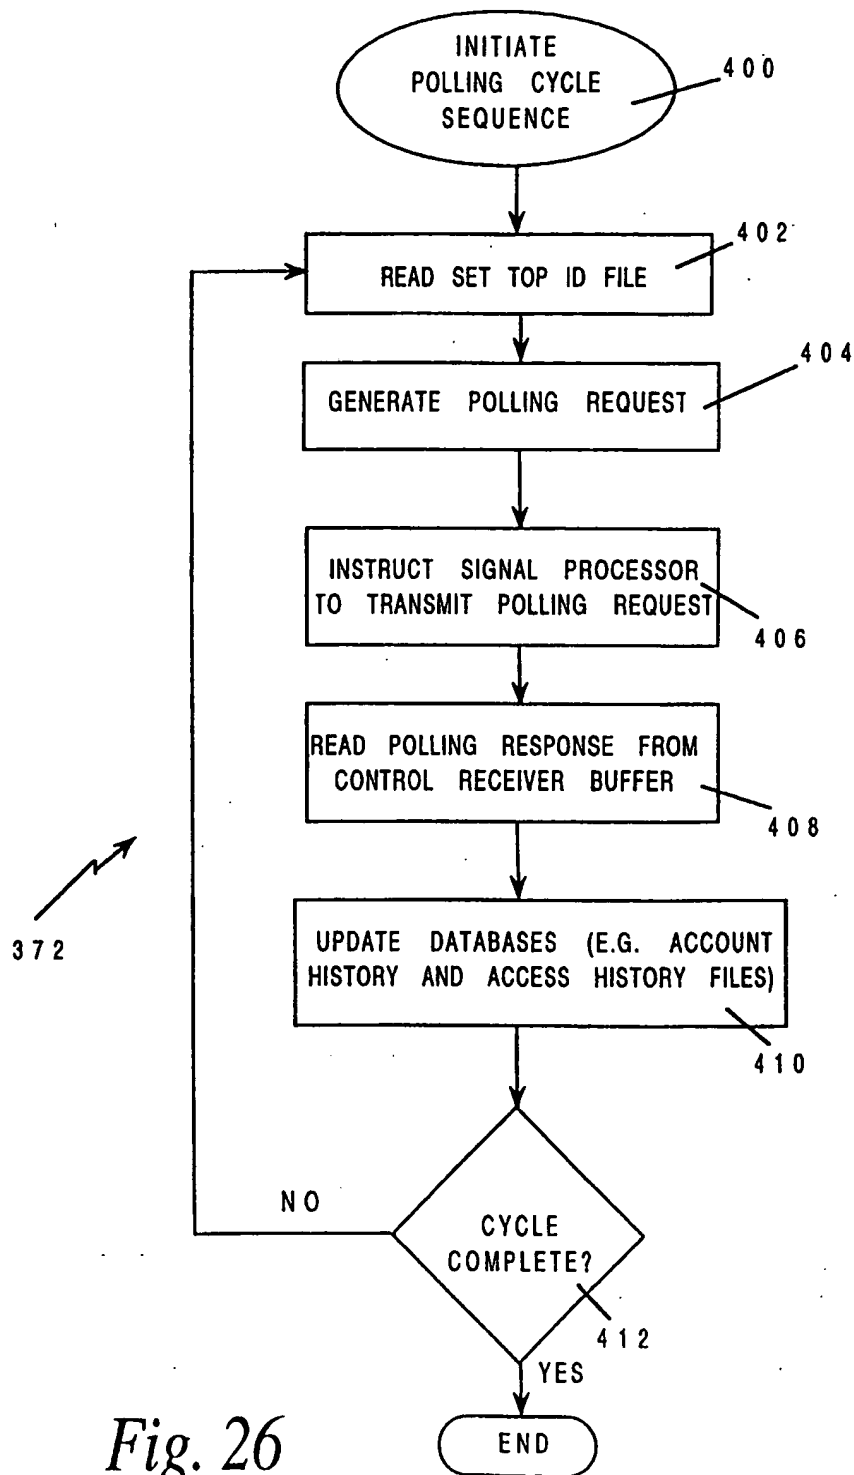 INITIATE
POLLING CYCLE
SEQUENCE
400
402
READ SET TOP ID FILE
404
GENERATE POLLING REQUEST
INSTRUCT SIGNAL PROCESSOR
TO TRANSMIT POLLING REQUEST
406
READ POLLING RESPONSE FROM
CONTROL RECEIVER BUFFER
408
372
UPDATE DATABASES (E.G. ACCOUNT
HISTORY AND ACCESS HISTORY FILES)
410
NO
CYCLE
COMPLETE?
412
YES
END
Fig. 26